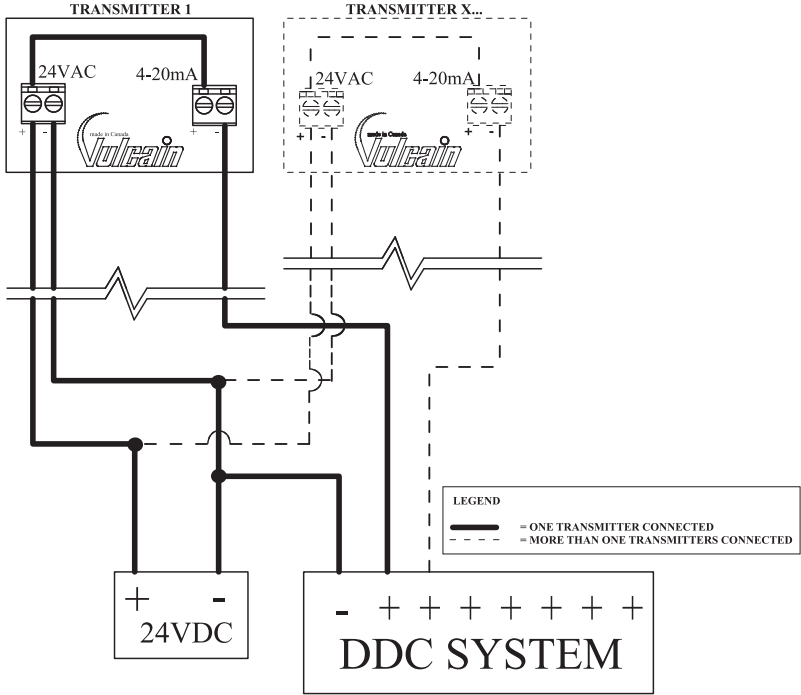 TRANSMITTER 1
TRANSMITTER X...
24VAC
4-20mA
+ -
+ -
made in Canada
Vulcain
24VAC
4-20mA
+ -
+ -
made in Canada
Vulcain
LEGEND
= ONE TRANSMITTER CONNECTED
= MORE THAN ONE TRANSMITTERS CONNECTED
+ -
24VDC
- + + + + + + +
DDC SYSTEM